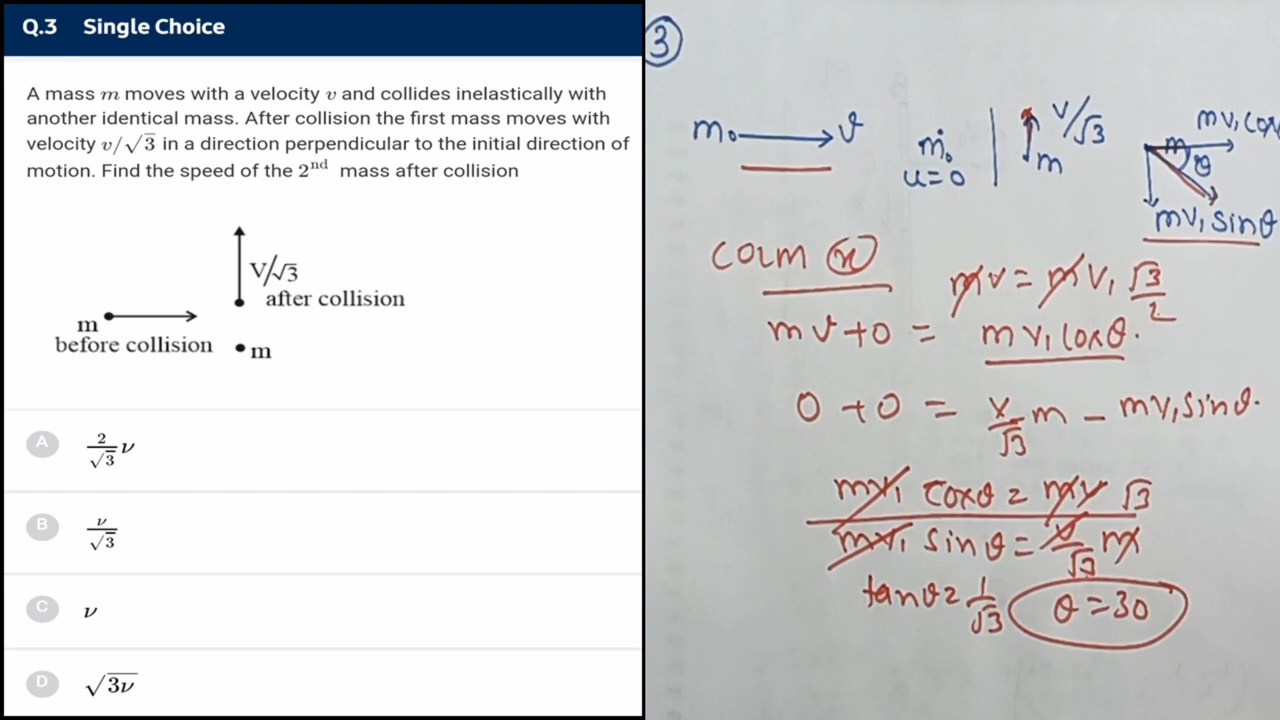 Q.3 Single Choice
A mass m moves with a velocity v and collides inelastically with
another identical mass. After collision the first mass moves with
velocity v/√3 in a direction perpendicular to the initial direction of
motion. Find the speed of the 2nd mass after collision
V/√3
after collision
m
before collision
m
A 2/√3 ν
B ν/√3
C ν
D √3ν
3
m v
m
u=0
v/√3
m
mv₁ cos
m θ
mv₁ sinθ
COLM (x)
mv = mv₁ √3/2
mv+0 = mv₁ cosθ.
0+0 = v/√3 m - mv₁ sinθ.
mv₁ cosθ = mv √3
mv₁ sinθ = v/√3 m
tanθ = 1/√3 θ=30